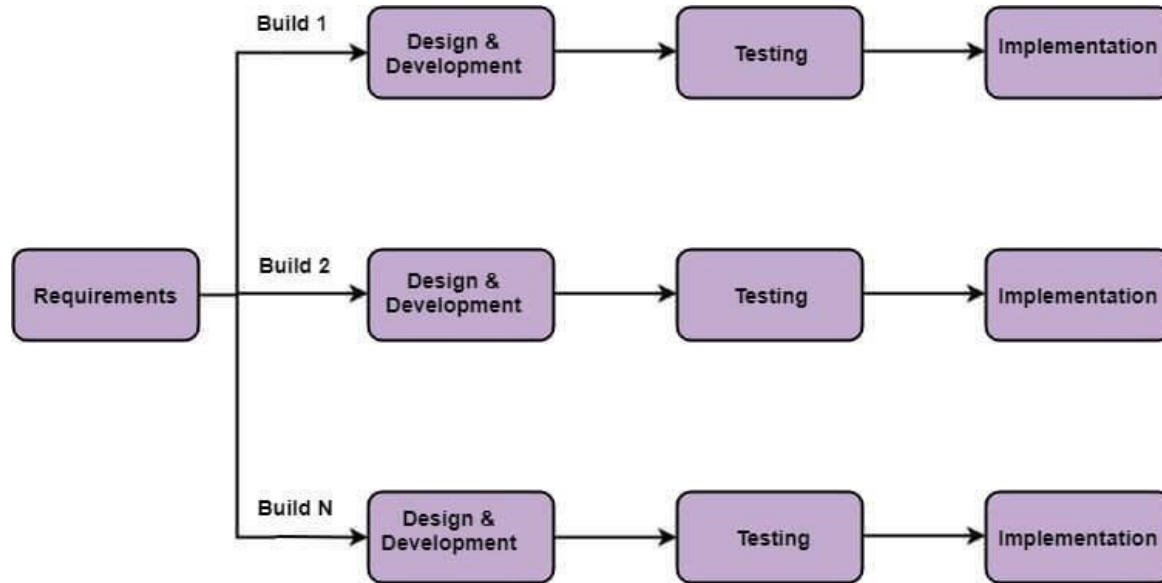 Build 1
Design &
Development
Testing
Implementation
Requirements
Build 2
Design &
Development
Testing
Implementation
Build N
Design &
Development
Testing
Implementation